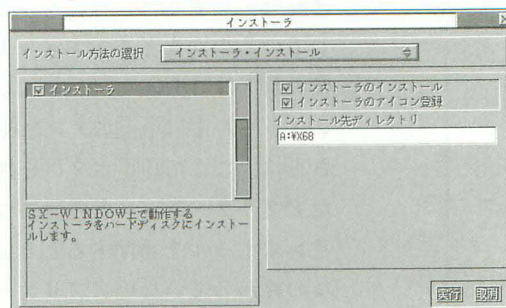 インストーラ
インストール方法の選択 インストーラ・インストール
インストーラ
SX－WINDOW上で動作する
インストーラをハードディスクにインストー
ルします。
インストーラのインストール
インストーラのアイコン登録
インストール先ディレクトリ
A:¥X68
実行 取消